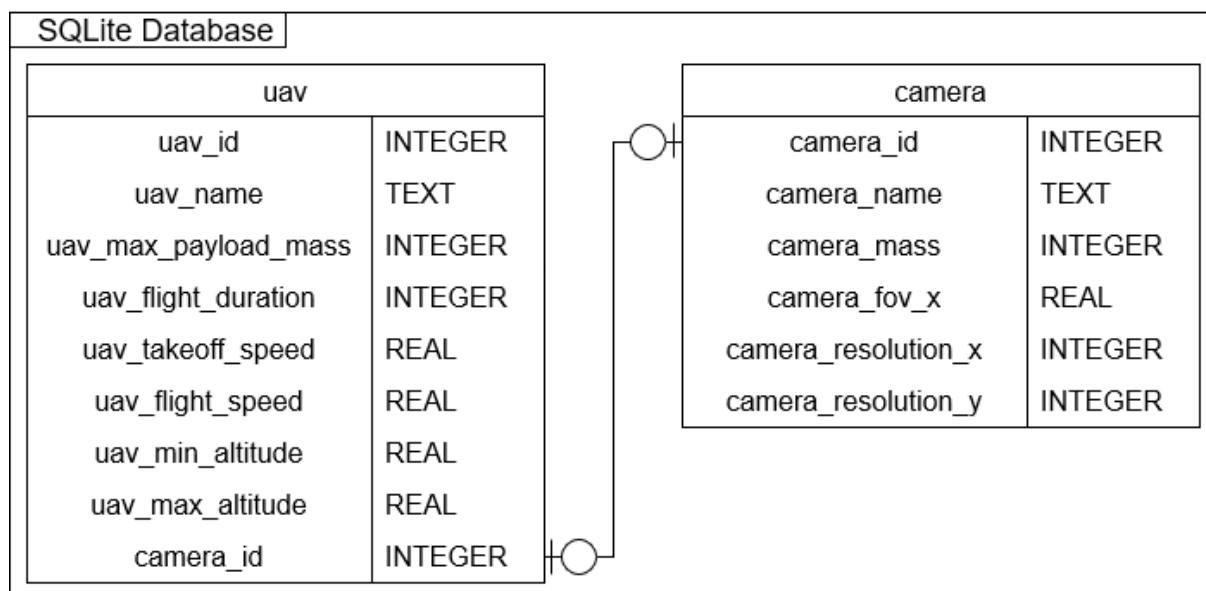 SQLite Database
uav
uav_id INTEGER
uav_name TEXT
uav_max_payload_mass INTEGER
uav_flight_duration INTEGER
uav_takeoff_speed REAL
uav_flight_speed REAL
uav_min_altitude REAL
uav_max_altitude REAL
camera_id INTEGER
camera
camera_id INTEGER
camera_name TEXT
camera_mass INTEGER
camera_fov_x REAL
camera_resolution_x INTEGER
camera_resolution_y INTEGER